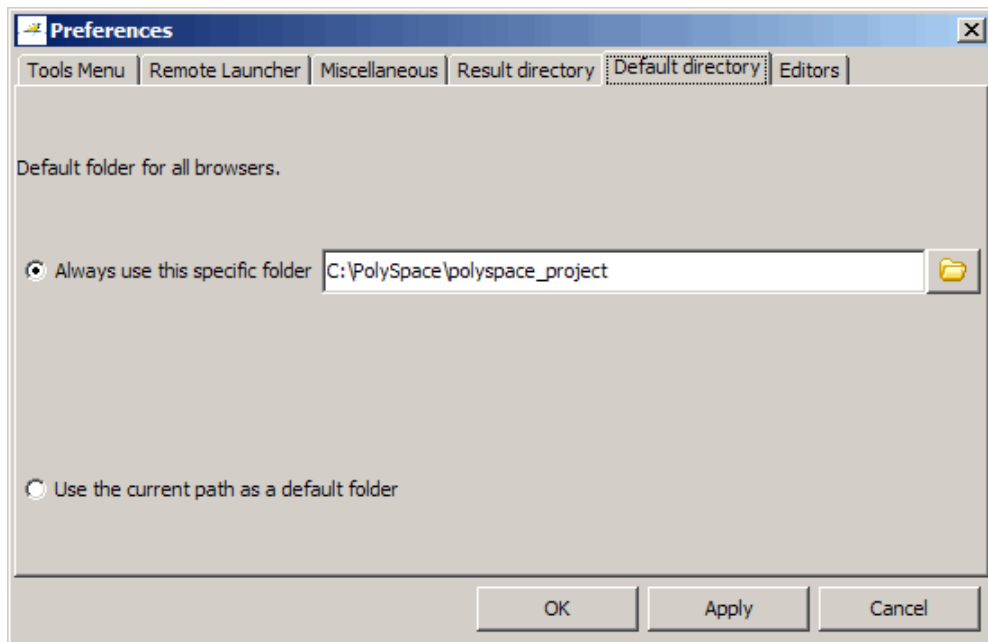 Preferences
Tools Menu Remote Launcher Miscellaneous Result directory Default directory Editors
Default folder for all browsers.
Always use this specific folder C:\PolySpace\polyspace_project
Use the current path as a default folder
OK Apply Cancel